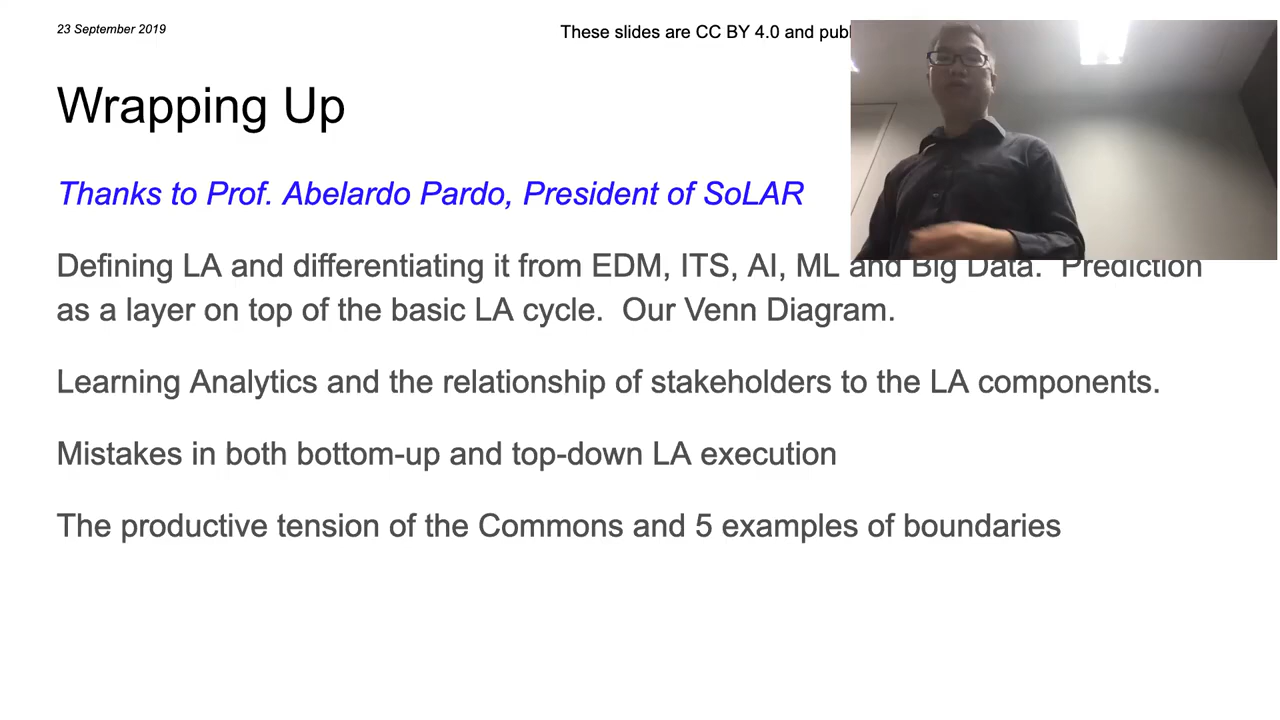 23 September 2019
These slides are CC BY 4.0 and
Wrapping Up
Thanks to Prof. Abelardo Pardo, President of SoLAR
Defining LA and differentiating it from EDM, ITS, AI, ML and Big Data. Prediction
as a layer on top of the basic LA cycle. Our Venn Diagram.
Learning Analytics and the relationship of stakeholders to the LA components.
Mistakes in both bottom-up and top-down LA execution
The productive tension of the Commons and 5 examples of boundaries